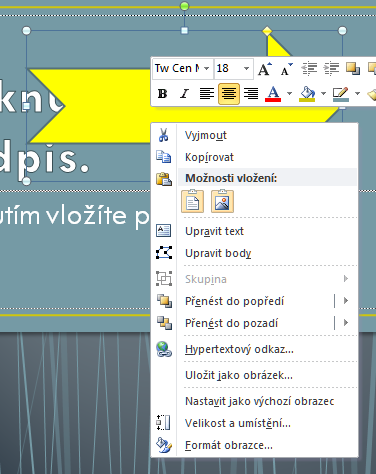 Tw Cen M 18 A A
B I A
knu
dpis.
utím vložíte p
Vyjmout
Kopírovat
Možnosti vložení:
Upravit text
Upravit body
Skupina
Přenést do popředí
Přenést do pozadí
Hypertextový odkaz...
Uložit jako obrázek...
Nastavit jako výchozí obrazec
Velikost a umístění...
Formát obrazce...